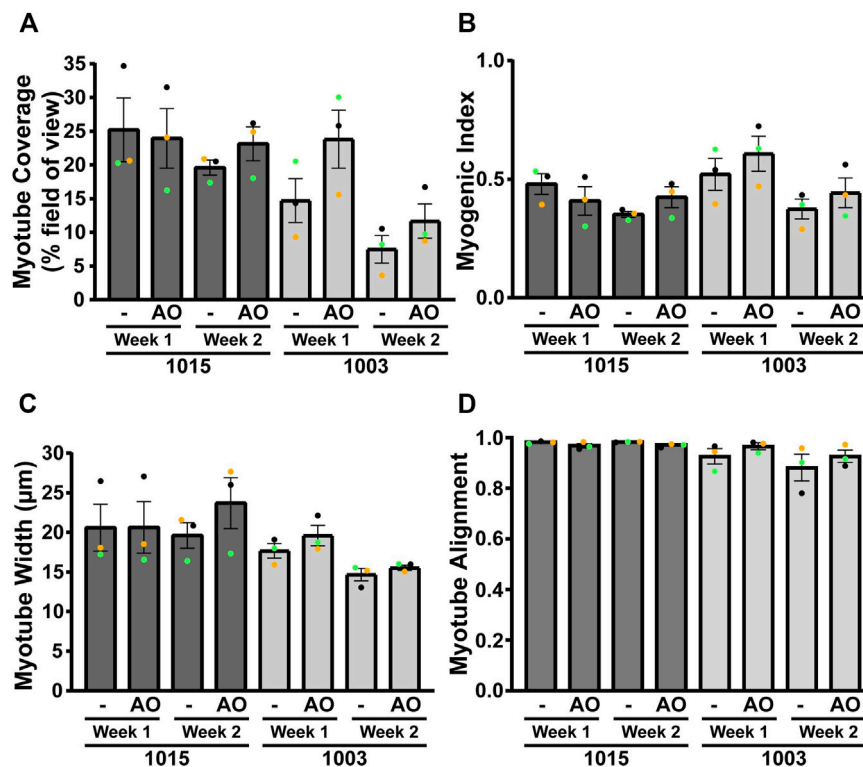 A
Myotube Coverage
(% field of view)
40
35
30
25
20
15
10
5
0
- AO - AO - AO - AO
Week 1 Week 2 Week 1 Week 2
1015 1003
B
Myogenic Index
1.0
0.5
0.0
- AO - AO - AO - AO
Week 1 Week 2 Week 1 Week 2
1015 1003
C
Myotube Width (µm)
30
25
20
15
10
5
0
- AO - AO - AO - AO
Week 1 Week 2 Week 1 Week 2
1015 1003
D
Myotube Alignment
1.0
0.8
0.6
0.4
0.2
0.0
- AO - AO - AO - AO
Week 1 Week 2 Week 1 Week 2
1015 1003